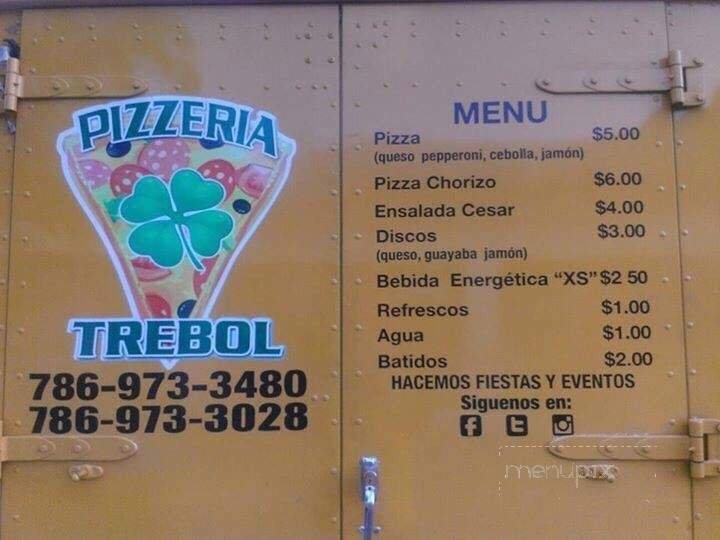 PIZZERIA
TREBOL
786-973-3480
786-973-3028
MENU
Pizza $5.00
(queso pepperoni, cebolla, jamón)
Pizza Chorizo $6.00
Ensalada Cesar $4.00
Discos $3.00
(queso, guayaba jamón)
Bebida Energética “XS” $2 50
Refrescos $1.00
Agua $1.00
Batidos $2.00
HACEMOS FIESTAS Y EVENTOS
Siguenos en:
menupix